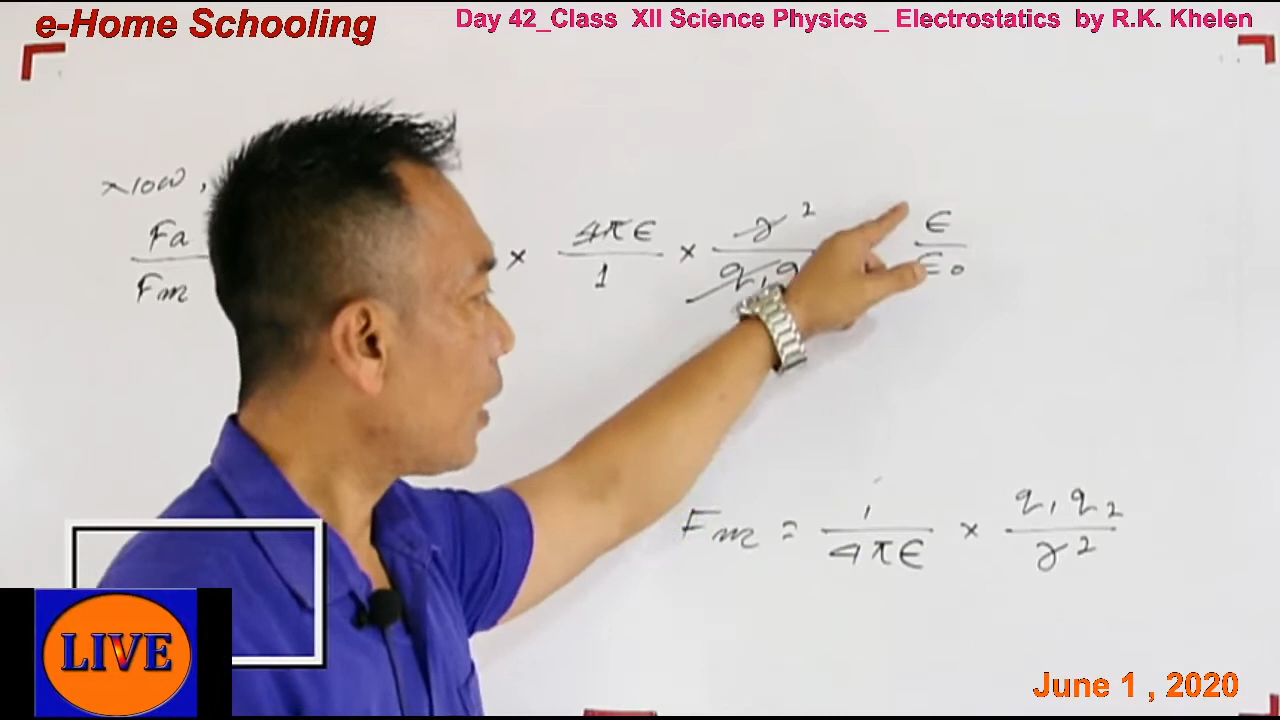 e-Home Schooling
Day 42_Class XII Science Physics _ Electrostatics by R.K. Khelen
now,
Fa
Fm
× 4πϵ
1
× r²
q₁q
ϵ
ϵ₀
Fm = 1
4πϵ
× q₁q₂
r²
LIVE
June 1 , 2020